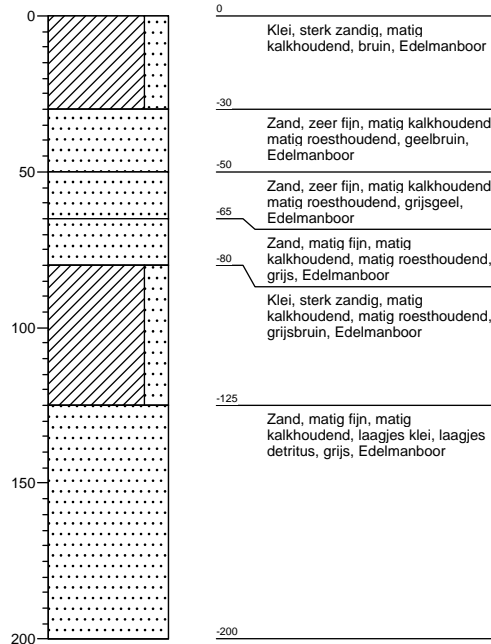 0
50
100
150
200
0
Klei, sterk zandig, matig
kalkhoudend, bruin, Edelmanboor
-30
Zand, zeer fijn, matig kalkhoudend,
matig roesthoudend, geelbruin,
Edelmanboor
-50
Zand, zeer fijn, matig kalkhoudend,
matig roesthoudend, grijsgeel,
Edelmanboor
-65
Zand, matig fijn, matig
kalkhoudend, matig roesthoudend,
grijs, Edelmanboor
-80
Klei, sterk zandig, matig
kalkhoudend, matig roesthoudend,
grijsbruin, Edelmanboor
-125
Zand, matig fijn, matig
kalkhoudend, laagjes klei, laagjes
detritus, grijs, Edelmanboor
-200